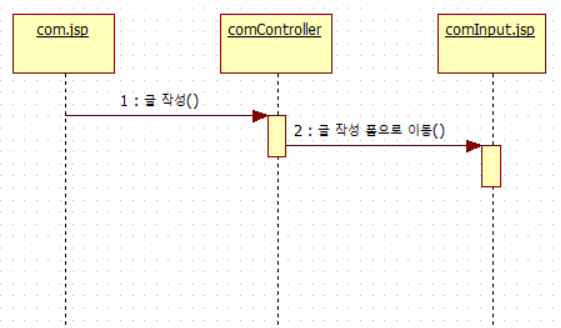 com.jsp
comController
comInput.jsp
1 : 글 작성()
2 : 글 작성 폼으로 이동()